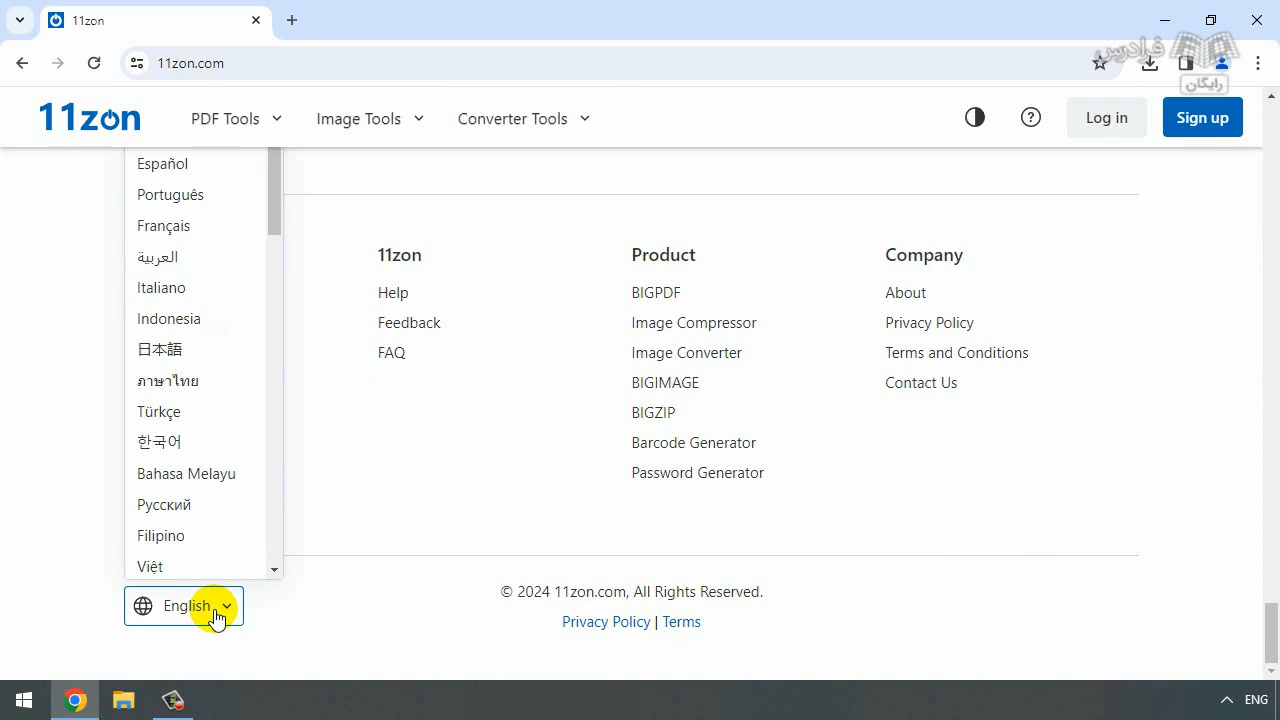 11zon
11zon.com
فرادرس
رایگان
11zon
PDF Tools
Image Tools
Converter Tools
Log in
Sign up
Español
Português
Français
العربية
Italiano
Indonesia
日本語
ภาษาไทย
Türkçe
한국어
Bahasa Melayu
Русский
Filipino
Việt
English
11zon
Help
Feedback
FAQ
Product
BIGPDF
Image Compressor
Image Converter
BIGIMAGE
BIGZIP
Barcode Generator
Password Generator
Company
About
Privacy Policy
Terms and Conditions
Contact Us
© 2024 11zon.com, All Rights Reserved.
Privacy Policy | Terms
ENG